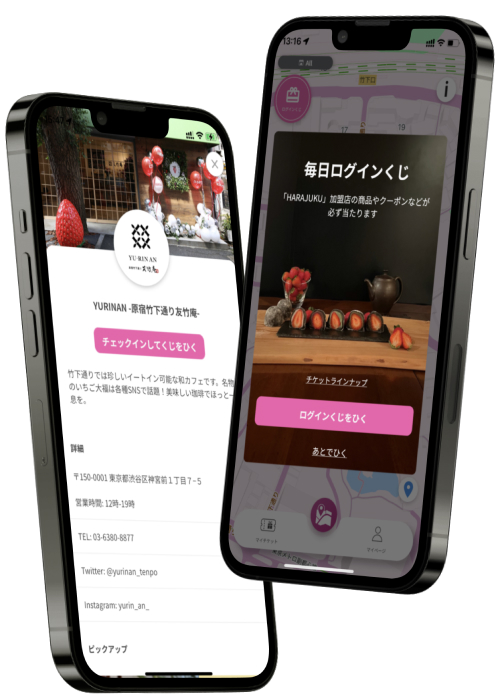 YU·RIN AN
YURINAN -原宿竹下通り友竹庵-
チェックインしてくじをひく
竹下通りでは珍しいイートイン可能な和カフェです。名物
のいちご大福は各種SNSで話題！美味しい珈琲でほっと一
息を。
詳細
〒150-0001 東京都渋谷区神宮前１丁目７−５
営業時間: 12時-19時
TEL: 03-6380-8877
Twitter: @yurinan_tenpo
Instagram: yurin_an_
ピックアップ
13:16
All
竹下口
17
19
毎日ログインくじ
「HARAJUKU」加盟店の商品やクーポンなどが
必ず当たります
チケットラインナップ
ログインくじをひく
あとでひく
マイページ